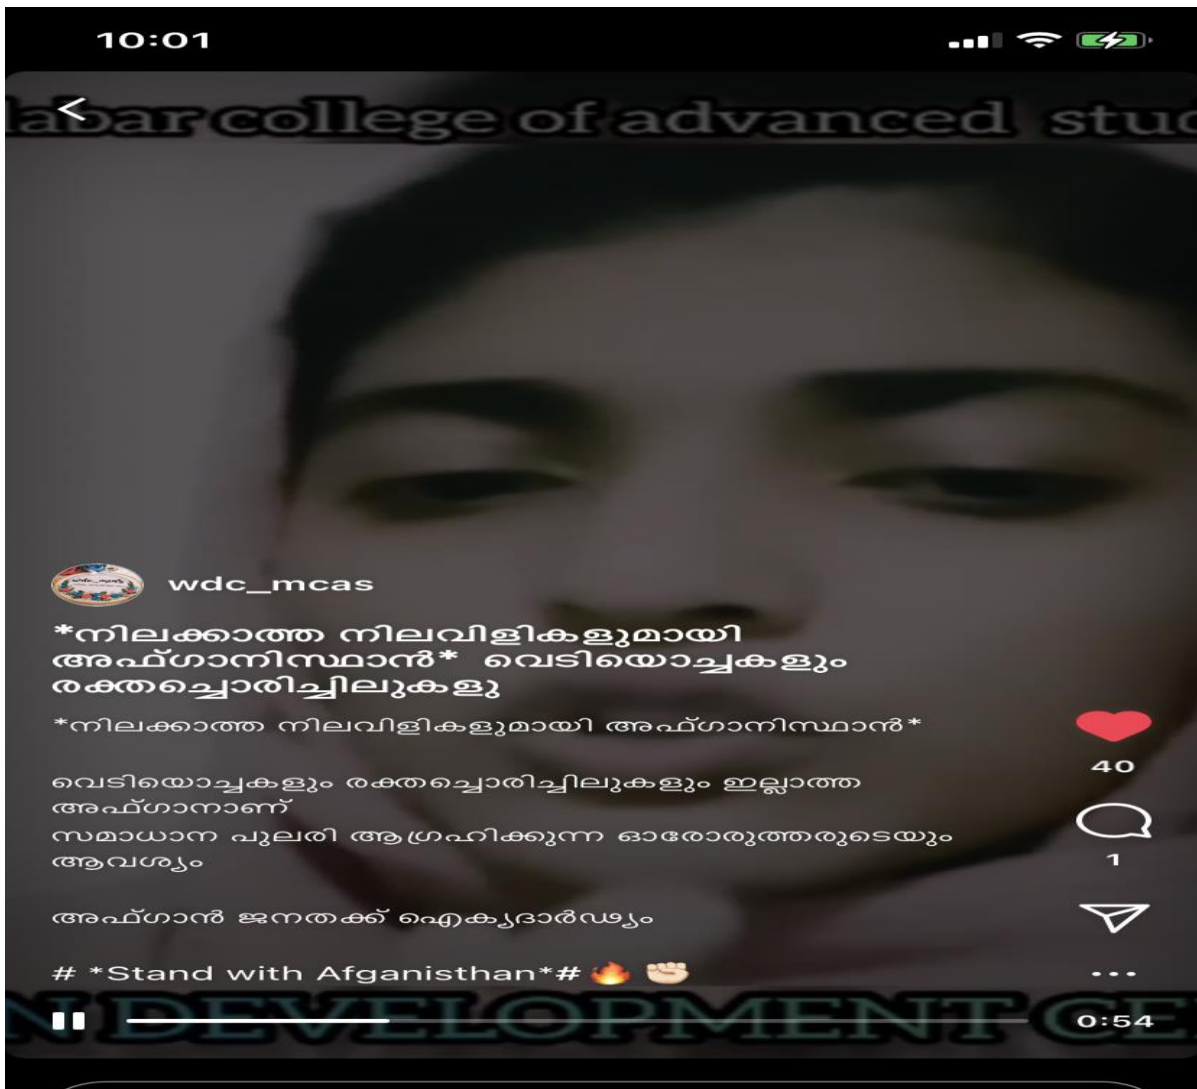 10:01
labar college of advanced stud
wdc_mcas
*നിലക്കാത്ത നിലവിളികളുമായി
അഫ്ഗാനിസ്ഥാൻ* വെടിയൊച്ചകളും
രക്തച്ചൊരിച്ചിലുകളു
*നിലക്കാത്ത നിലവിളികളുമായി അഫ്ഗാനിസ്ഥാൻ*
വെടിയൊച്ചകളും രക്തച്ചൊരിച്ചിലുകളും ഇല്ലാത്ത
അഫ്ഗാനാണ്
സമാധാന പുലരി ആഗ്രഹിക്കുന്ന ഓരോരുത്തരുടെയും
ആവശ്യം
അഫ്ഗാൻ ജനതക്ക് ഐക്യദാർഢ്യം
# *Stand with Afganisthan*# 🔥 ✊🏻
40
1
N DEVELOPMENT CE
0:54